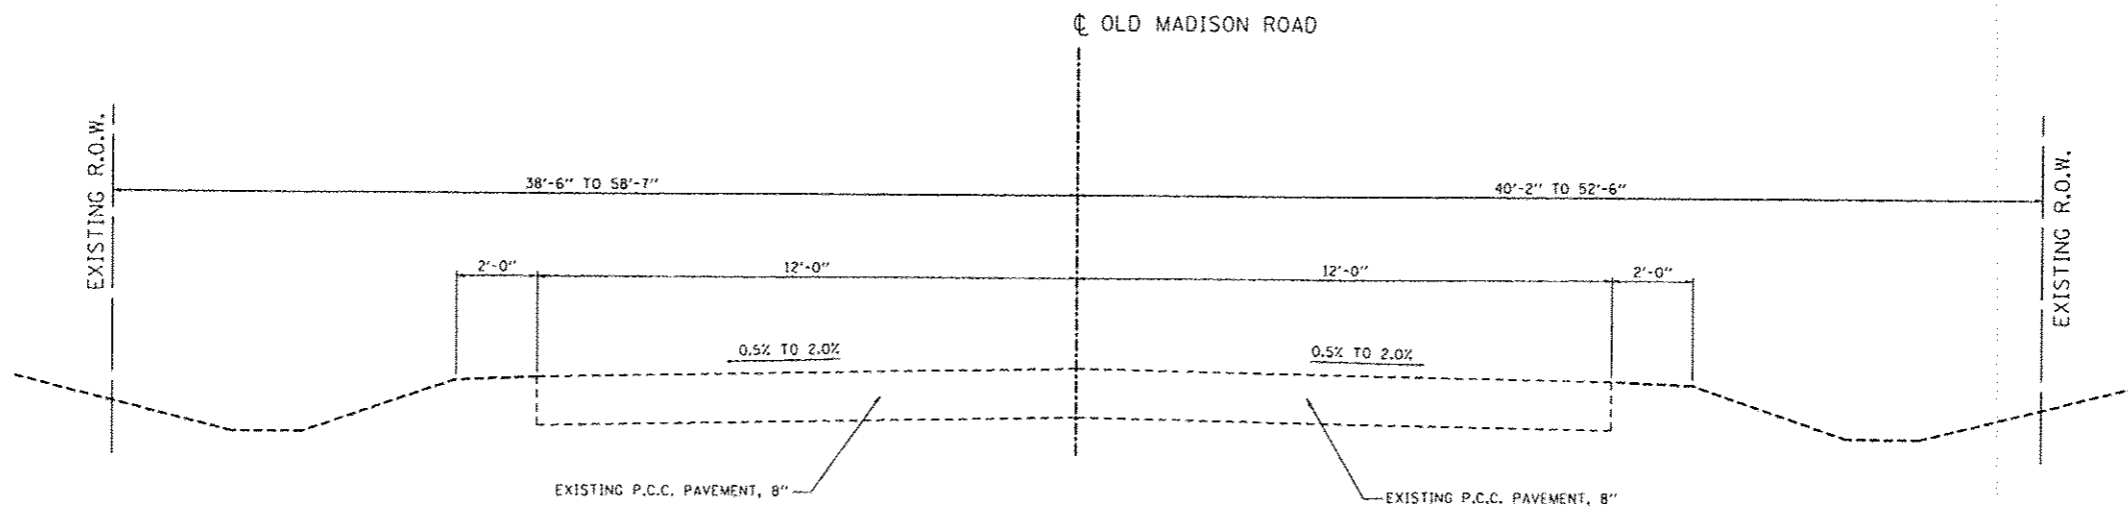 ℄ OLD MADISON ROAD
EXISTING R.O.W.
38'-6" TO 58'-7"
40'-2" TO 52'-6"
EXISTING R.O.W.
2'-0"
12'-0"
12'-0"
2'-0"
0.5% TO 2.0%
0.5% TO 2.0%
EXISTING P.C.C. PAVEMENT, 8"
EXISTING P.C.C. PAVEMENT, 8"